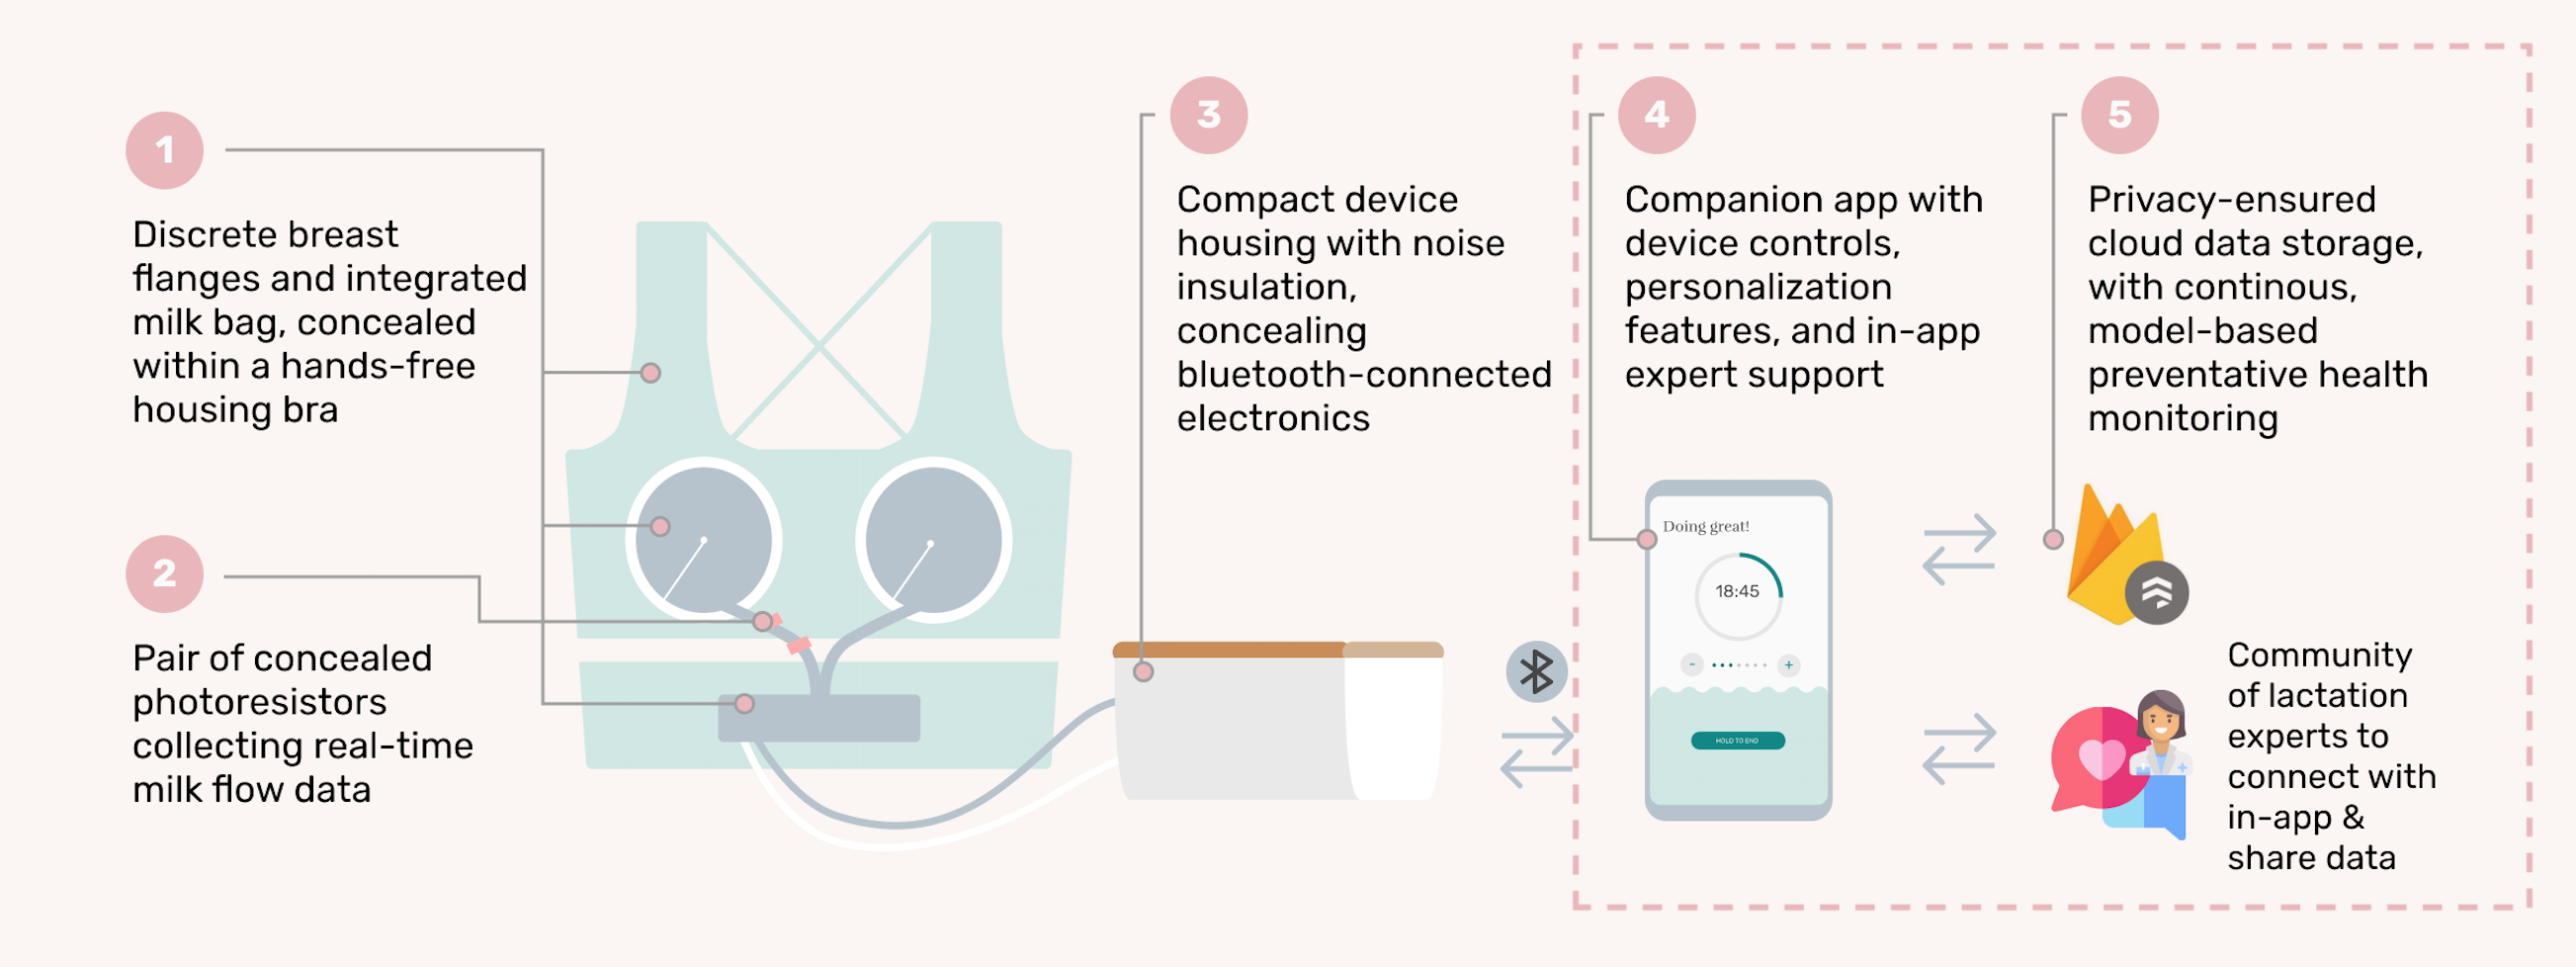 1
Discrete breast
flanges and integrated
milk bag, concealed
within a hands-free
housing bra
2
Pair of concealed
photoresistors
collecting real-time
milk flow data
3
Compact device
housing with noise
insulation,
concealing
bluetooth-connected
electronics
4
Companion app with
device controls,
personalization
features, and in-app
expert support
Doing great!
18:45
-
+
HOLD TO END
5
Privacy-ensured
cloud data storage,
with continous,
model-based
preventative health
monitoring
Community
of lactation
experts to
connect with
in-app &
share data